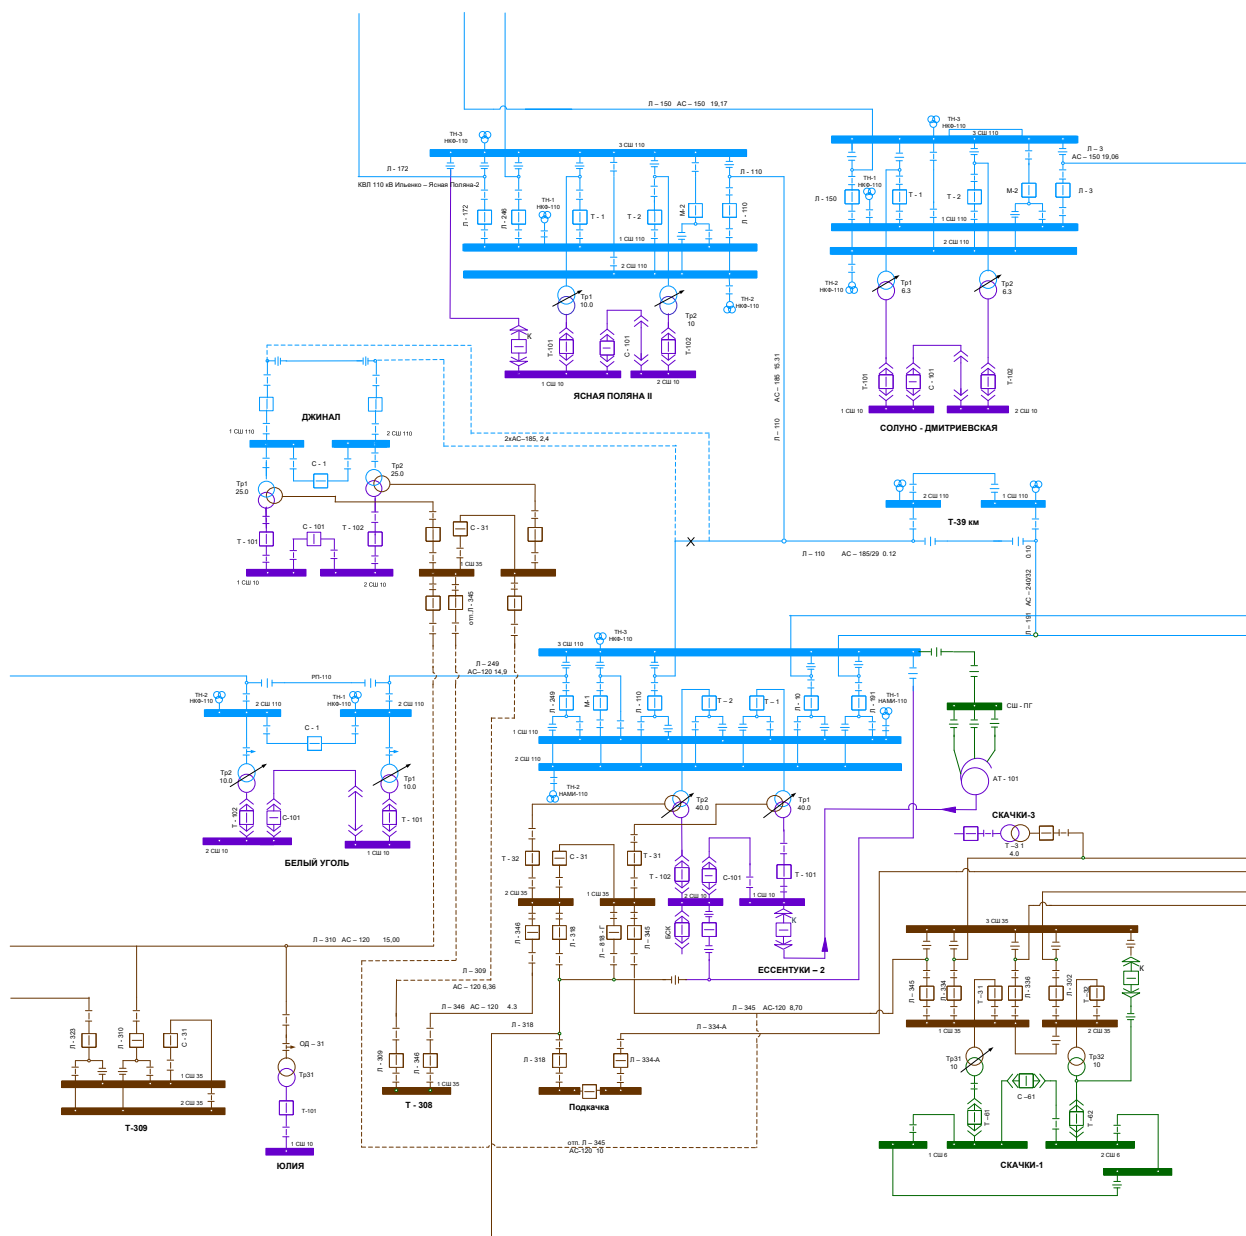 Л – 150   АС – 150   19,17
ТН-3
НКФ-110
3 СШ 110
Л - 172
КВЛ 110 кВ Ильенко – Ясная Поляна-2
Л - 110
ТН-1
НКФ-110
Л - 172
Л - 246
Т - 1
Т - 2
М-2
Л - 110
1 СШ 110
2 СШ 110
ТН-2
НКФ-110
Тр1
10.0
Тр2
10
К
Т-101
С - 101
Т-102
1 СШ 10
2 СШ 10
ЯСНАЯ ПОЛЯНА II
ТН-3
НКФ-110
3 СШ 110
Л – 3
АС – 150 19,06
ТН-1
НКФ-110
Л - 150
Т - 1
Т - 2
М-2
Л - 3
1 СШ 110
2 СШ 110
ТН-2
НКФ-110
Тр1
6.3
Тр2
6.3
Т-101
С - 101
Т-102
1 СШ 10
2 СШ 10
СОЛУНО - ДМИТРИЕВСКАЯ
Л – 110   АС – 185   15.31
ДЖИНАЛ
1 СШ 110
2 СШ 110
2хАС–185, 2,4
С - 1
Тр1
25.0
Тр2
25.0
Т - 101
С - 101
Т - 102
С - 31
1 СШ 10
2 СШ 10
1 СШ 35
отп. Л - 345
2 СШ 110
1 СШ 110
Т-39 км
Л – 110   АС – 185/29   0.12
0.10
Л – 191   АС – 240/32
Л – 249
АС–120 14,9
РП-110
ТН-2
НКФ-110
2 СШ 110
ТН-1
НКФ-110
2 СШ 110
С - 1
Тр2
10.0
Тр1
10.0
Т - 102
С-101
Т - 101
2 СШ 10
1 СШ 10
БЕЛЫЙ УГОЛЬ
ТН-3
НКФ-110
3 СШ 110
Л - 249
М-1
Л - 110
Т – 2
Т – 1
Л - 10
Л - 191
ТН-1
НАМИ-110
1 СШ 110
2 СШ 110
ТН-2
НАМИ-110
Тр2
40.0
Тр1
40.0
Т - 32
С - 31
Т - 31
Т - 102
С-101
Т - 101
2 СШ 35
1 СШ 35
2 СШ 10
1 СШ 10
Л - 346
Л - 318
Л – 818 - Г
Л - 345
БСК
К
ЕССЕНТУКИ – 2
СШ - ПГ
АТ - 101
СКАЧКИ-3
Т –3 1
4.0
Л – 310   АС – 120   15,00
Л – 309
АС – 120 6,36
Л – 346   АС – 120   4.3
Л - 318
Л – 345   АС-120   8,70
Л – 334-А
Л - 323
Л - 310
С - 31
1 СШ 35
2 СШ 35
Т-309
ОД – 31
Тр31
Т-101
1 СШ 10
ЮЛИЯ
Л - 309
Л - 346
1 СШ 35
Т - 308
Л - 318
Л – 334-А
Подкачка
отп. Л – 345
АС-120   10
3 СШ 35
Л - 345
Л - 334
Т –3 1
Л - 336
Л - 302
Т –32
К
1 СШ 35
2 СШ 35
Тр31
10
Тр32
10
С –61
Т –61
Т –62
1 СШ 6
2 СШ 6
СКАЧКИ-1